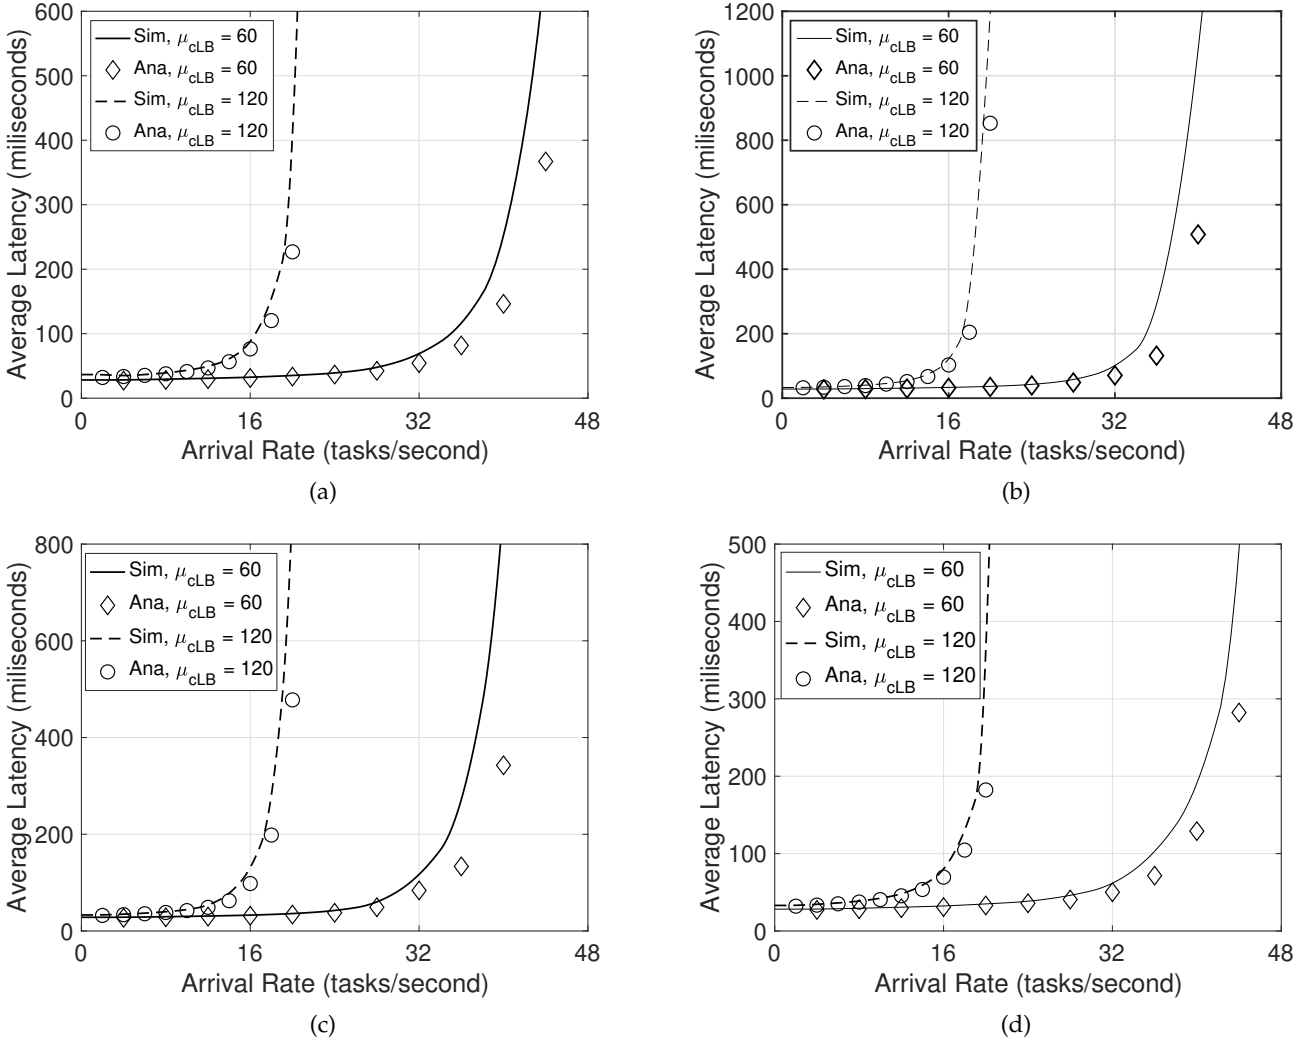 600
500
400
300
200
100
0
Average Latency (miliseconds)
Sim, μcLB = 60
Ana, μcLB = 60
Sim, μcLB = 120
Ana, μcLB = 120
0 16 32 48
Arrival Rate (tasks/second)
(a)
1200
1000
800
600
400
200
0
Average Latency (miliseconds)
Sim, μcLB = 60
Ana, μcLB = 60
Sim, μcLB = 120
Ana, μcLB = 120
0 16 32 48
Arrival Rate (tasks/second)
(b)
800
600
400
200
0
Average Latency (miliseconds)
Sim, μcLB = 60
Ana, μcLB = 60
Sim, μcLB = 120
Ana, μcLB = 120
0 16 32 48
Arrival Rate (tasks/second)
(c)
500
400
300
200
100
0
Average Latency (miliseconds)
Sim, μcLB = 60
Ana, μcLB = 60
Sim, μcLB = 120
Ana, μcLB = 120
0 16 32 48
Arrival Rate (tasks/second)
(d)